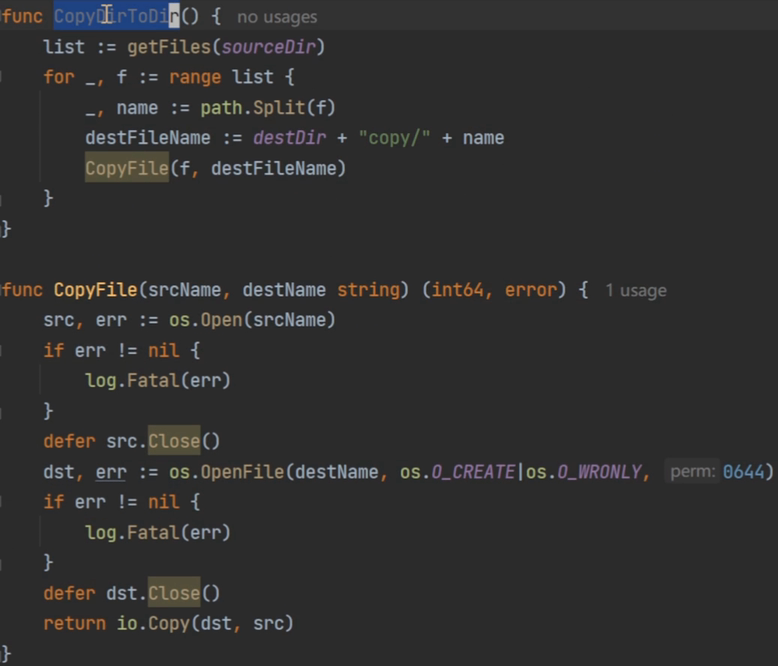 func CopyDirToDir() {  no usages
    list := getFiles(sourceDir)
    for _, f := range list {
        _, name := path.Split(f)
        destFileName := destDir + "copy/" + name
        CopyFile(f, destFileName)
    }
}

func CopyFile(srcName, destName string) (int64, error) {  1 usage
    src, err := os.Open(srcName)
    if err != nil {
        log.Fatal(err)
    }
    defer src.Close()
    dst, err := os.OpenFile(destName, os.O_CREATE|os.O_WRONLY, perm: 0644)
    if err != nil {
        log.Fatal(err)
    }
    defer dst.Close()
    return io.Copy(dst, src)
}